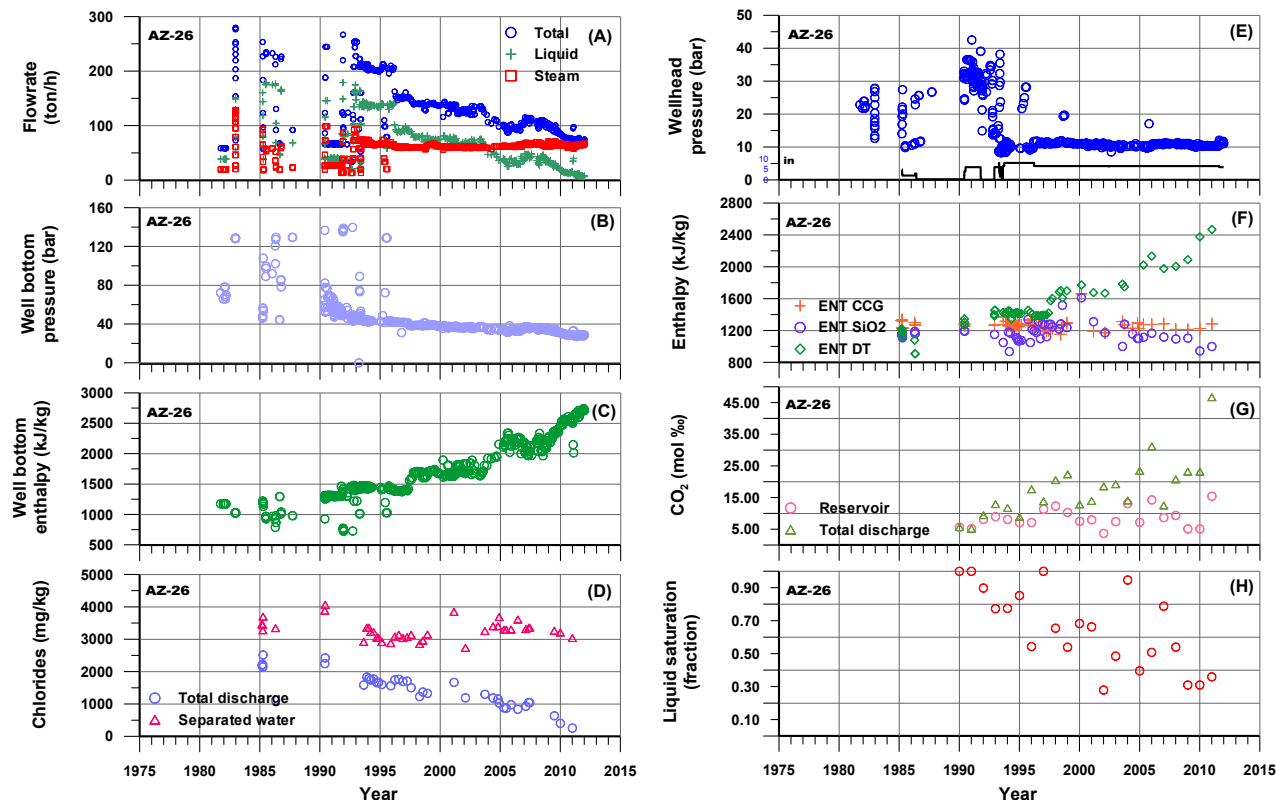 AZ-26
(A)
Total
Liquid
Steam
Flowrate
(ton/h)
300
200
100
0
AZ-26
(B)
Well bottom
pressure (bar)
160
120
80
40
0
AZ-26
(C)
Well bottom
enthalpy (kJ/kg)
3000
2500
2000
1500
1000
500
AZ-26
(D)
Chlorides (mg/kg)
5000
4000
3000
2000
1000
0
Total discharge
Separated water
1975 1980 1985 1990 1995 2000 2005 2010 2015
Year
AZ-26
(E)
Wellhead
pressure (bar)
50
40
30
20
10
0
10
5
0
in
AZ-26
(F)
Enthalpy (kJ/kg)
2800
2400
2000
1600
1200
800
ENT CCG
ENT SiO2
ENT DT
AZ-26
(G)
CO₂ (mol ‰)
45.00
35.00
25.00
15.00
5.00
Reservoir
Total discharge
AZ-26
(H)
Liquid saturation
(fraction)
0.90
0.70
0.50
0.30
0.10
1975 1980 1985 1990 1995 2000 2005 2010 2015
Year